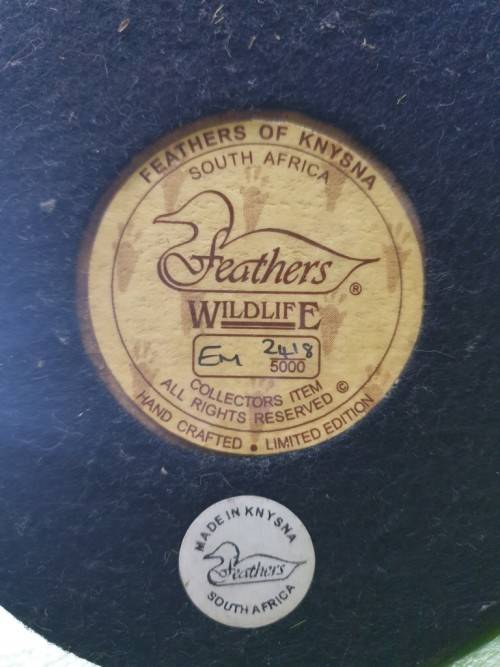 FEATHERS OF KNYSNA
SOUTH AFRICA
Feathers ®
WILDLIFE
EM 2418
5000
COLLECTORS ITEM
ALL RIGHTS RESERVED ©
HAND CRAFTED • LIMITED EDITION
MADE IN KNYSNA
Feathers
SOUTH AFRICA